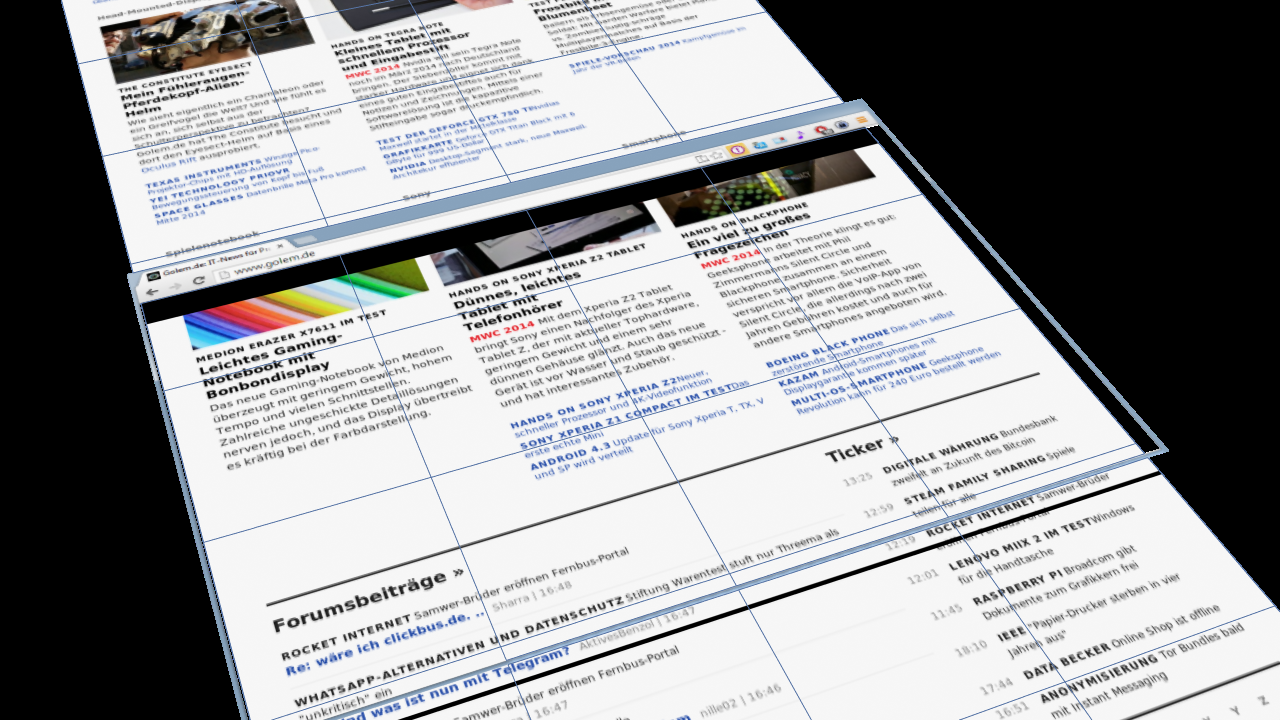 Head-Mounted-Disp
THE CONSTITUTE EYESECT
Mein Fühleraugen-
Pferdekopf-Alien-
Helm
Wie sieht eigentlich ein Chamäleon oder
ein Greifvogel die Welt? Und wie fühlt es
sich an, sich selbst aus der
Schulterperspektive zu betrachten?
Golem.de hat The Constitute besucht und
dort den Eyesect-Helm auf Basis eines
Oculus Rift ausprobiert.
TEXAS INSTRUMENTS Winzige Pico-
Projektor-Chips mit HD-Auflösung
YEI TECHNOLOGY PRIOVR
Bewegungssteuerung von Kopf bis Fuß
SPACE GLASSES Datenbrille Meta Pro kommt
Mitte 2014
HANDS ON TEGRA NOTE
Kleines Tablet mit
schnellem Prozessor
und Eingabestift
MWC 2014 Nvidia will sein Tegra Note
noch im März 2014 nach Deutschland
bringen. Der Siebenzöller kommt mit
starker Hardware und eignet sich dank
eines guten Eingabestiftes auch für
Notizen und Zeichnungen. Mittels einer
Softwarelösung ist die kapazitive
Stifteingabe sogar druckempfindlich.
TEST DER GEFORCE GTX 750 TI Nvidias
Maxwell startet in der Mittelklasse
GRAFIKKARTE Geforce GTX Titan Black mit 6
GByte für 999 US-Dollar
NVIDIA Desktop-Segment stark, neue Maxwell
Architektur effizienter
Blumenbeet
SPIELE-VORSCHAU 2014 Kampfgenüsse im
Jahr der VR-Brillen
Spielenotebook
Sony
Smartphone
Golem.de: IT-News für Pr
www.golem.de
MEDION ERAZER X7611 IM TEST
Leichtes Gaming-
Notebook mit
Bonbondisplay
Das neue Gaming-Notebook von Medion
überzeugt mit geringem Gewicht, hohem
Tempo und vielen Schnittstellen.
Zahlreiche ungeschickte Detaillösungen
nerven jedoch, und das Display übertreibt
es kräftig bei der Farbdarstellung.
HANDS ON SONY XPERIA Z2 TABLET
Dünnes, leichtes
Tablet mit
Telefonhörer
MWC 2014 Mit dem Xperia Z2 Tablet
bringt Sony einen Nachfolger des Xperia
Tablet Z, der mit aktueller Tophardware,
geringem Gewicht und einem sehr
dünnen Gehäuse glänzt. Auch das neue
Gerät ist vor Wasser und Staub geschützt -
und hat interessantes Zubehör.
HANDS ON SONY XPERIA Z2 Neuer,
schneller Prozessor und 4K-Videofunktion
SONY XPERIA Z1 COMPACT IM TEST Das
erste echte Mini
ANDROID 4.3 Update für Sony Xperia T, TX, V
und SP wird verteilt
HANDS ON BLACKPHONE
Ein viel zu großes
Fragezeichen
MWC 2014 In der Theorie klingt es gut:
Geeksphone arbeitet mit Phil
Zimmermanns Silent Circle und
Blackphone zusammen an einem
sicheren Smartphone. Sicherheit
verspricht vor allem die VoIP-App von
Silent Circle, die allerdings nach zwei
Jahren Gebühren kostet und auch für
andere Smartphones angeboten wird.
BOEING BLACK PHONE Das sich selbst
zerstörende Smartphone
KAZAM Android-Smartphones mit
Displaygarantie kommen später
MULTI-OS-SMARTPHONE Geeksphone
Revolution kann für 240 Euro bestellt werden
Forumsbeiträge »
ROCKET INTERNET Samwer-Brüder eröffnen Fernbus-Portal
Re: wäre ich clickbus.de. .. Sharra | 16:48
WHATSAPP-ALTERNATIVEN UND DATENSCHUTZ Stiftung Warentest stuft nur Threema als
"unkritisch" ein
nd was ist nun mit Telegram? AktivesBenzol | 16:47
Samwer-Brüder eröffnen Fernbus-Portal
16:47
nille02 | 16:46
Ticker »
13:25 DIGITALE WÄHRUNG Bundesbank
zweifelt an Zukunft des Bitcoin
12:59 STEAM FAMILY SHARING Spiele
teilen für alle
12:19 ROCKET INTERNET Samwer-Brüder
eröffnen Fernbus-Portal
12:01 LENOVO MIIX 2 IM TEST Windows
für die Handtasche
11:45 RASPBERRY PI Broadcom gibt
Dokumente zum Grafikkern frei
18:10 IEEE "Papier-Drucker sterben in vier
Jahren aus"
17:44 DATA BECKER Online Shop ist offline
16:51 ANONYMISIERUNG Tor Bundles bald
mit Instant Messaging
Y Z